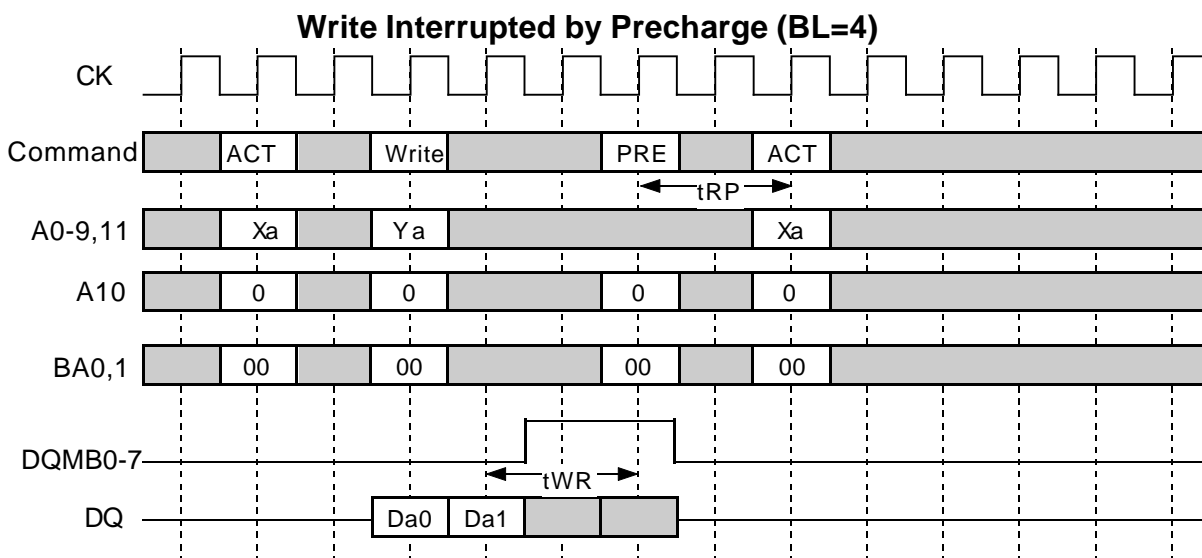 Write Interrupted by Precharge (BL=4)
CK
Command ACT Write PRE ACT
tRP
A0-9,11 Xa Ya Xa
A10 0 0 0 0
BA0,1 00 00 00 00
DQMB0-7
tWR
DQ Da0 Da1